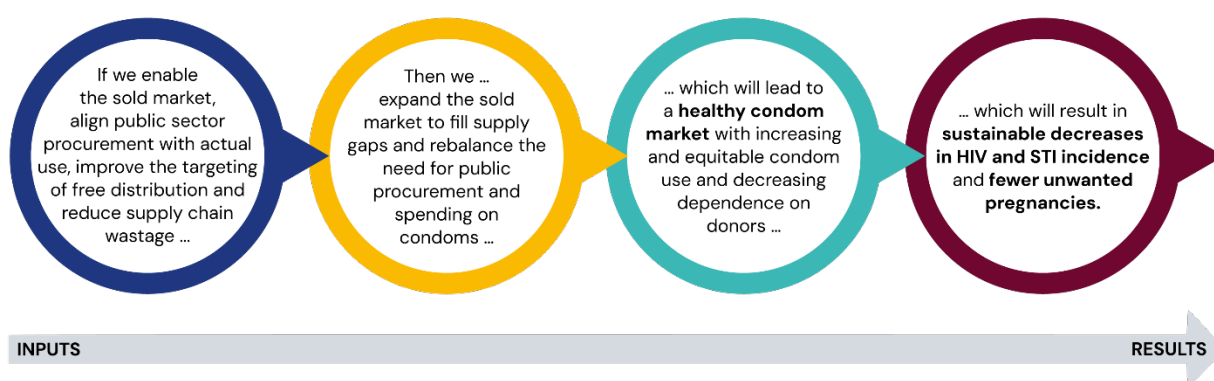 If we enable
the sold market,
align public sector
procurement with actual
use, improve the targeting
of free distribution and
reduce supply chain
wastage ...
Then we ...
expand the sold
market to fill supply
gaps and rebalance the
need for public
procurement and
spending on
condoms ...
... which will lead to
a healthy condom
market with increasing
and equitable condom
use and decreasing
dependence on
donors ...
... which will result in
sustainable decreases
in HIV and STI incidence
and fewer unwanted
pregnancies.
INPUTS
RESULTS